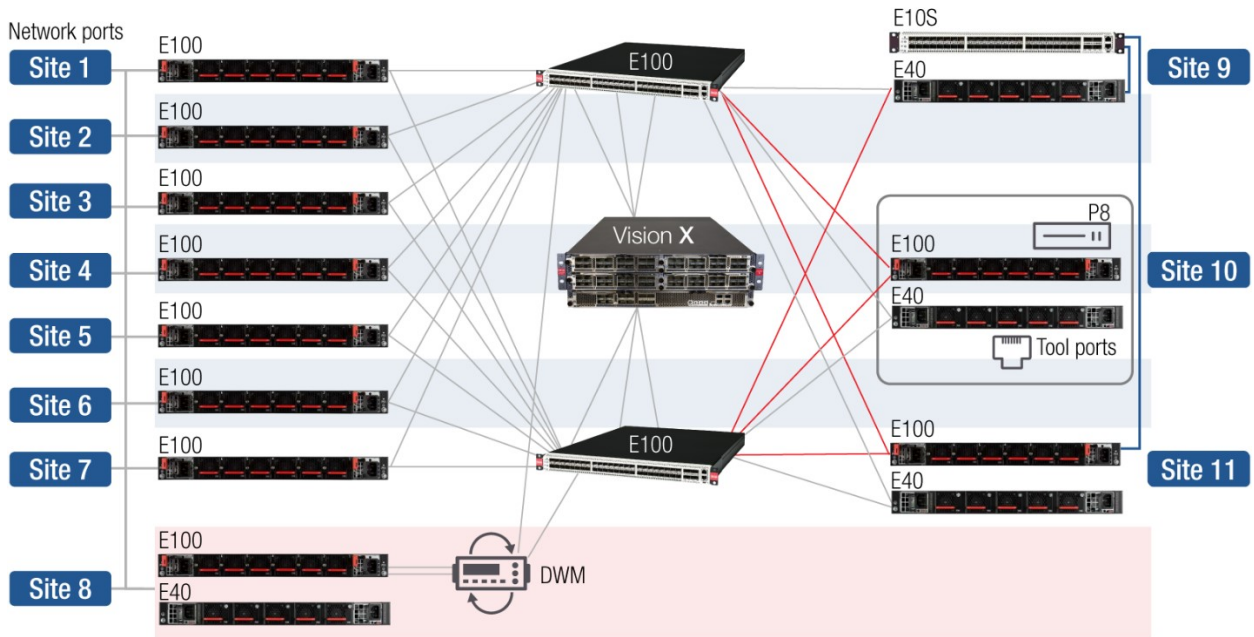 Network ports
Site 1
E100
Site 2
E100
Site 3
E100
Site 4
E100
Site 5
E100
Site 6
E100
Site 7
E100
Site 8
E100
E40
E100
Vision X
E100
DWM
E10S
E40
Site 9
P8
E100
E40
Tool ports
Site 10
E100
E40
Site 11